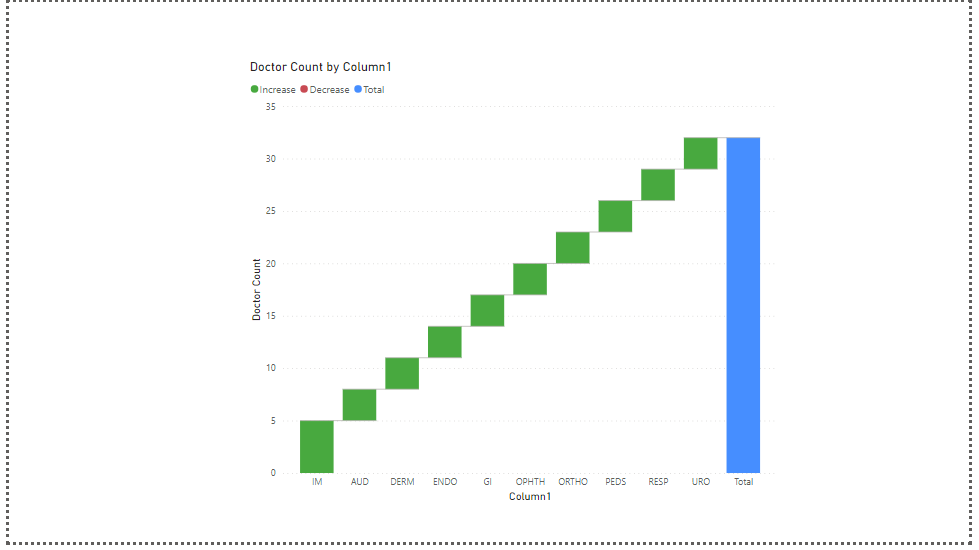 Doctor Count by Column1
Increase Decrease Total
35
30
25
20
15
10
5
0
Doctor Count
IM AUD DERM ENDO GI OPHTH ORTHO PEDS RESP URO Total
Column1